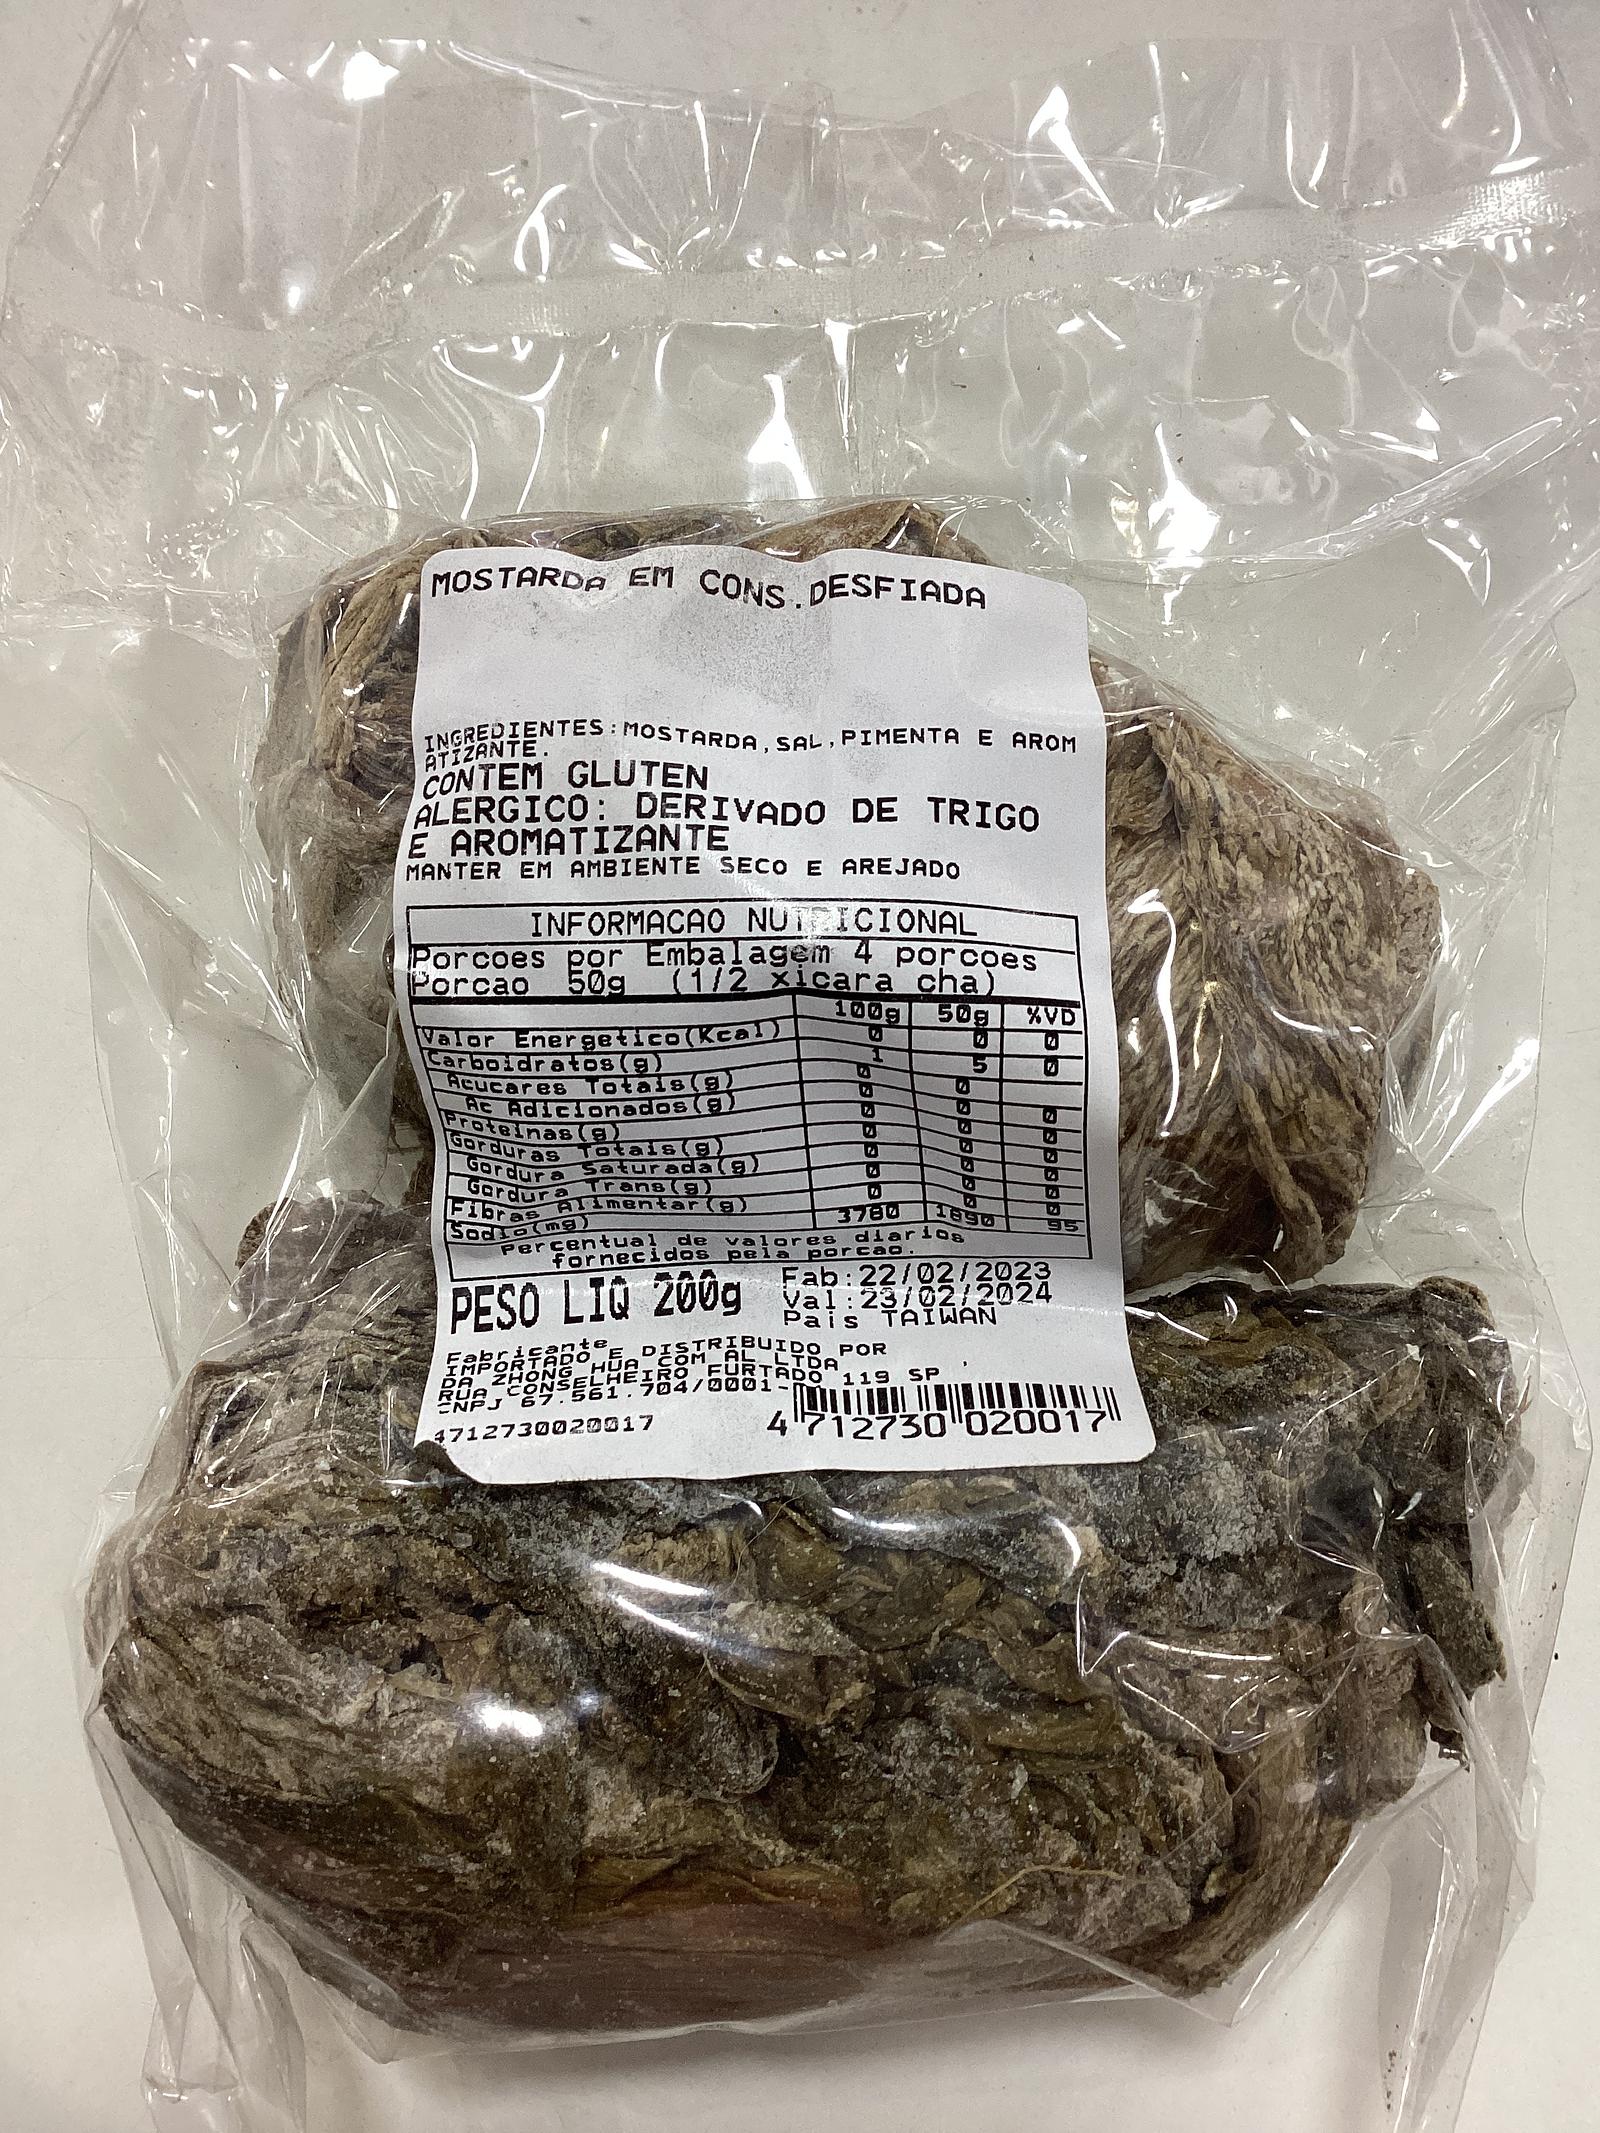 MOSTARDA EM CONS.DESFIADA
INGREDIENTES:MOSTARDA,SAL,PIMENTA E AROM
ATIZANTE.
CONTEM GLUTEN
ALERGICO: DERIVADO DE TRIGO
E AROMATIZANTE
MANTER EM AMBIENTE SECO E AREJADO
INFORMACAO NUTRICIONAL
Porcoes por Embalagem 4 porcoes
Porcao 50g (1/2 xicara cha)
100g 50g %VD
Valor Energetico(Kcal) 0 0 0
Carboidratos(g) 1 5 0
Acucares Totais(g) 0 0
Ac Adicionados(g) 0 0 0
Proteinas(g) 0 0 0
Gorduras Totais(g) 0 0 0
Gordura Saturada(g) 0 0 0
Gordura Trans(g) 0 0 0
Fibras Alimentar(g) 0 0 0
Sodio(mg) 3780 1890 95
Percentual de valores diarios
fornecidos pela porcao.
PESO LIQ 200g
Fab:22/02/2023
Val:23/02/2024
Pais TAIWAN
Fabricante
IMPORTADO E DISTRIBUIDO POR
DA ZHONG HUA COM AL LTDA
RUA CONSELHEIRO FURTADO 119 SP
CNPJ 67.561.704/0001-
4712730020017
4 712730 020017